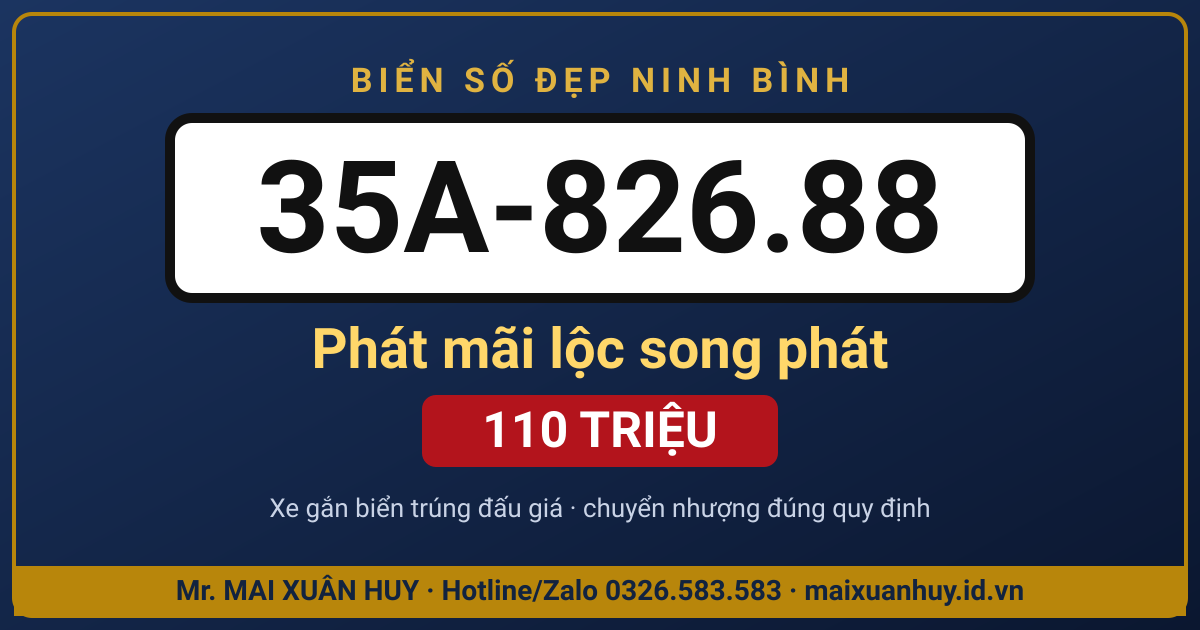 BIỂN SỐ ĐẸP NINH BÌNH
35A-826.88
Phát mãi lộc song phát
110 TRIỆU
Xe gắn biển trúng đấu giá · chuyển nhượng đúng quy định
Mr. MAI XUÂN HUY · Hotline/Zalo 0326.583.583 · maixuanhuy.id.vn